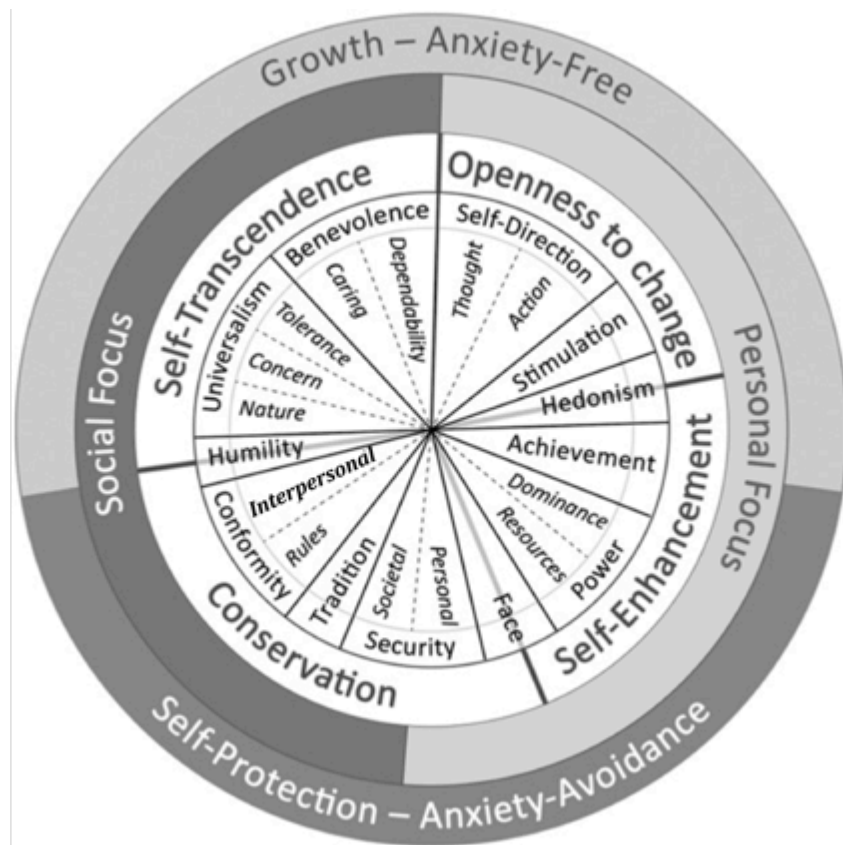 Growth – Anxiety-Free
Self-Protection – Anxiety-Avoidance
Social Focus
Personal Focus
Self-Transcendence
Openness to change
Self-Enhancement
Conservation
Benevolence
Self-Direction
Stimulation
Hedonism
Achievement
Power
Face
Security
Tradition
Conformity
Humility
Universalism
Caring
Dependability
Thought
Action
Dominance
Resources
Personal
Societal
Rules
Interpersonal
Nature
Concern
Tolerance